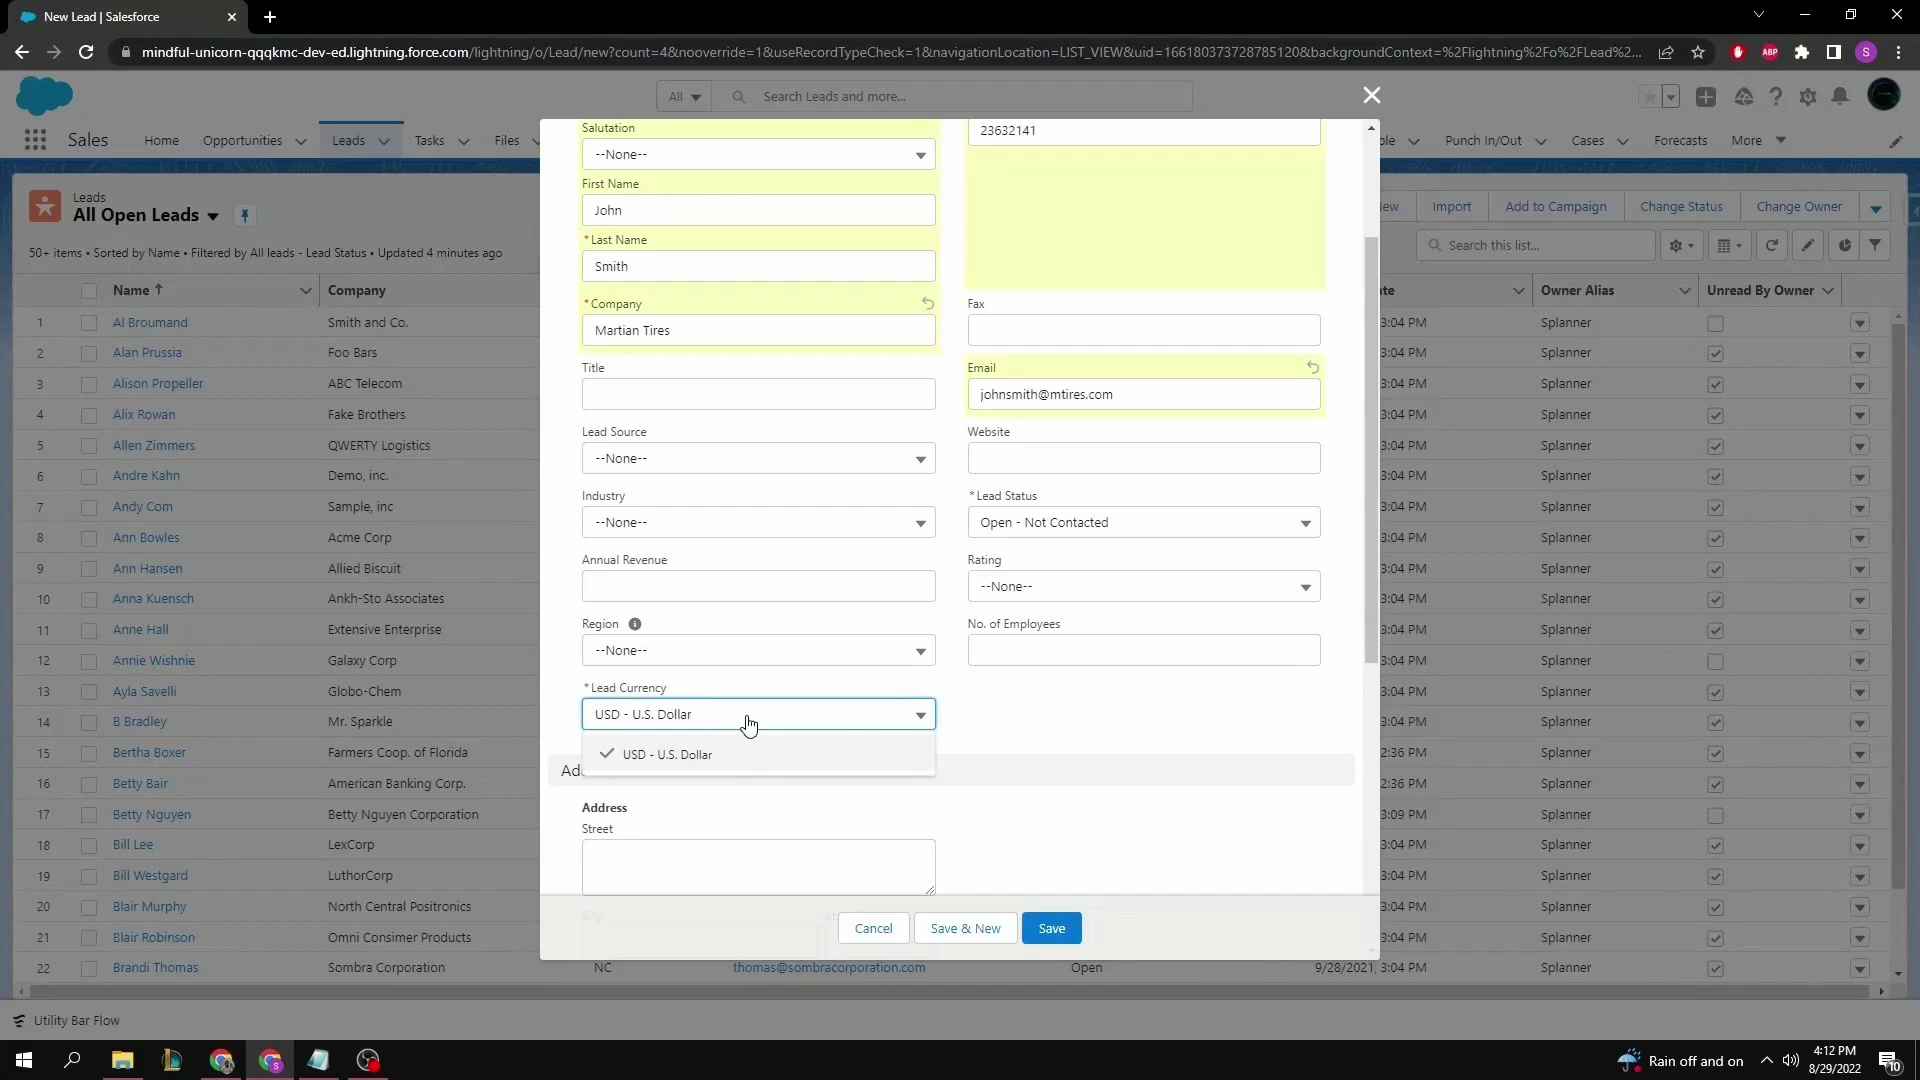 New Lead | Salesforce
mindful-unicorn-qqqkmc-dev-ed.lightning.force.com/lightning/o/Lead/new?count=4&nooverride=1&useRecordTypeCheck=1&navigationLocation=LIST_VIEW&uid=166180373728785120&backgroundContext=%2Flightning%2Fo%2FLead%2...
ABP
S
All
Search Leads and more...
Sales
Home
Opportunities
Leads
Tasks
Files
Punch In/Out
Cases
Forecasts
More
Leads
All Open Leads
50+ items • Sorted by Name • Filtered by All leads - Lead Status • Updated 4 minutes ago
Import
Add to Campaign
Change Status
Change Owner
Search this list...
Name
Company
Owner Alias
Unread By Owner
1 Al Broumand Smith and Co. 3:04 PM Splanner
2 Alan Prussia Foo Bars 3:04 PM Splanner
3 Alison Propeller ABC Telecom 3:04 PM Splanner
4 Alix Rowan Fake Brothers 3:04 PM Splanner
5 Allen Zimmers QWERTY Logistics 3:04 PM Splanner
6 Andre Kahn Demo, inc. 3:04 PM Splanner
7 Andy Com Sample, inc 3:04 PM Splanner
8 Ann Bowles Acme Corp 3:04 PM Splanner
9 Ann Hansen Allied Biscuit 3:04 PM Splanner
10 Anna Kuensch Ankh-Sto Associates 3:04 PM Splanner
11 Anne Hall Extensive Enterprise 3:04 PM Splanner
12 Annie Wishnie Galaxy Corp 3:04 PM Splanner
13 Ayla Savelli Globo-Chem 3:04 PM Splanner
14 B Bradley Mr. Sparkle 3:04 PM Splanner
15 Bertha Boxer Farmers Coop. of Florida 2:36 PM Splanner
16 Betty Bair American Banking Corp. 2:36 PM Splanner
17 Betty Nguyen Betty Nguyen Corporation 3:09 PM Splanner
18 Bill Lee LexCorp 3:04 PM Splanner
19 Bill Westgard LuthorCorp 3:04 PM Splanner
20 Blair Murphy North Central Positronics 3:04 PM Splanner
21 Blair Robinson Omni Consimer Products 3:04 PM Splanner
22 Brandi Thomas Sombra Corporation NC thomas@sombracorporation.com Open 9/28/2021, 3:04 PM Splanner
Salutation
--None--
23632141
First Name
John
*Last Name
Smith
*Company
Martian Tires
Fax
Title
Email
johnsmith@mtires.com
Lead Source
--None--
Website
Industry
--None--
*Lead Status
Open - Not Contacted
Annual Revenue
Rating
--None--
Region
--None--
No. of Employees
*Lead Currency
USD - U.S. Dollar
USD - U.S. Dollar
Address
Street
Cancel
Save & New
Save
Utility Bar Flow
Rain off and on
4:12 PM
8/29/2022
10